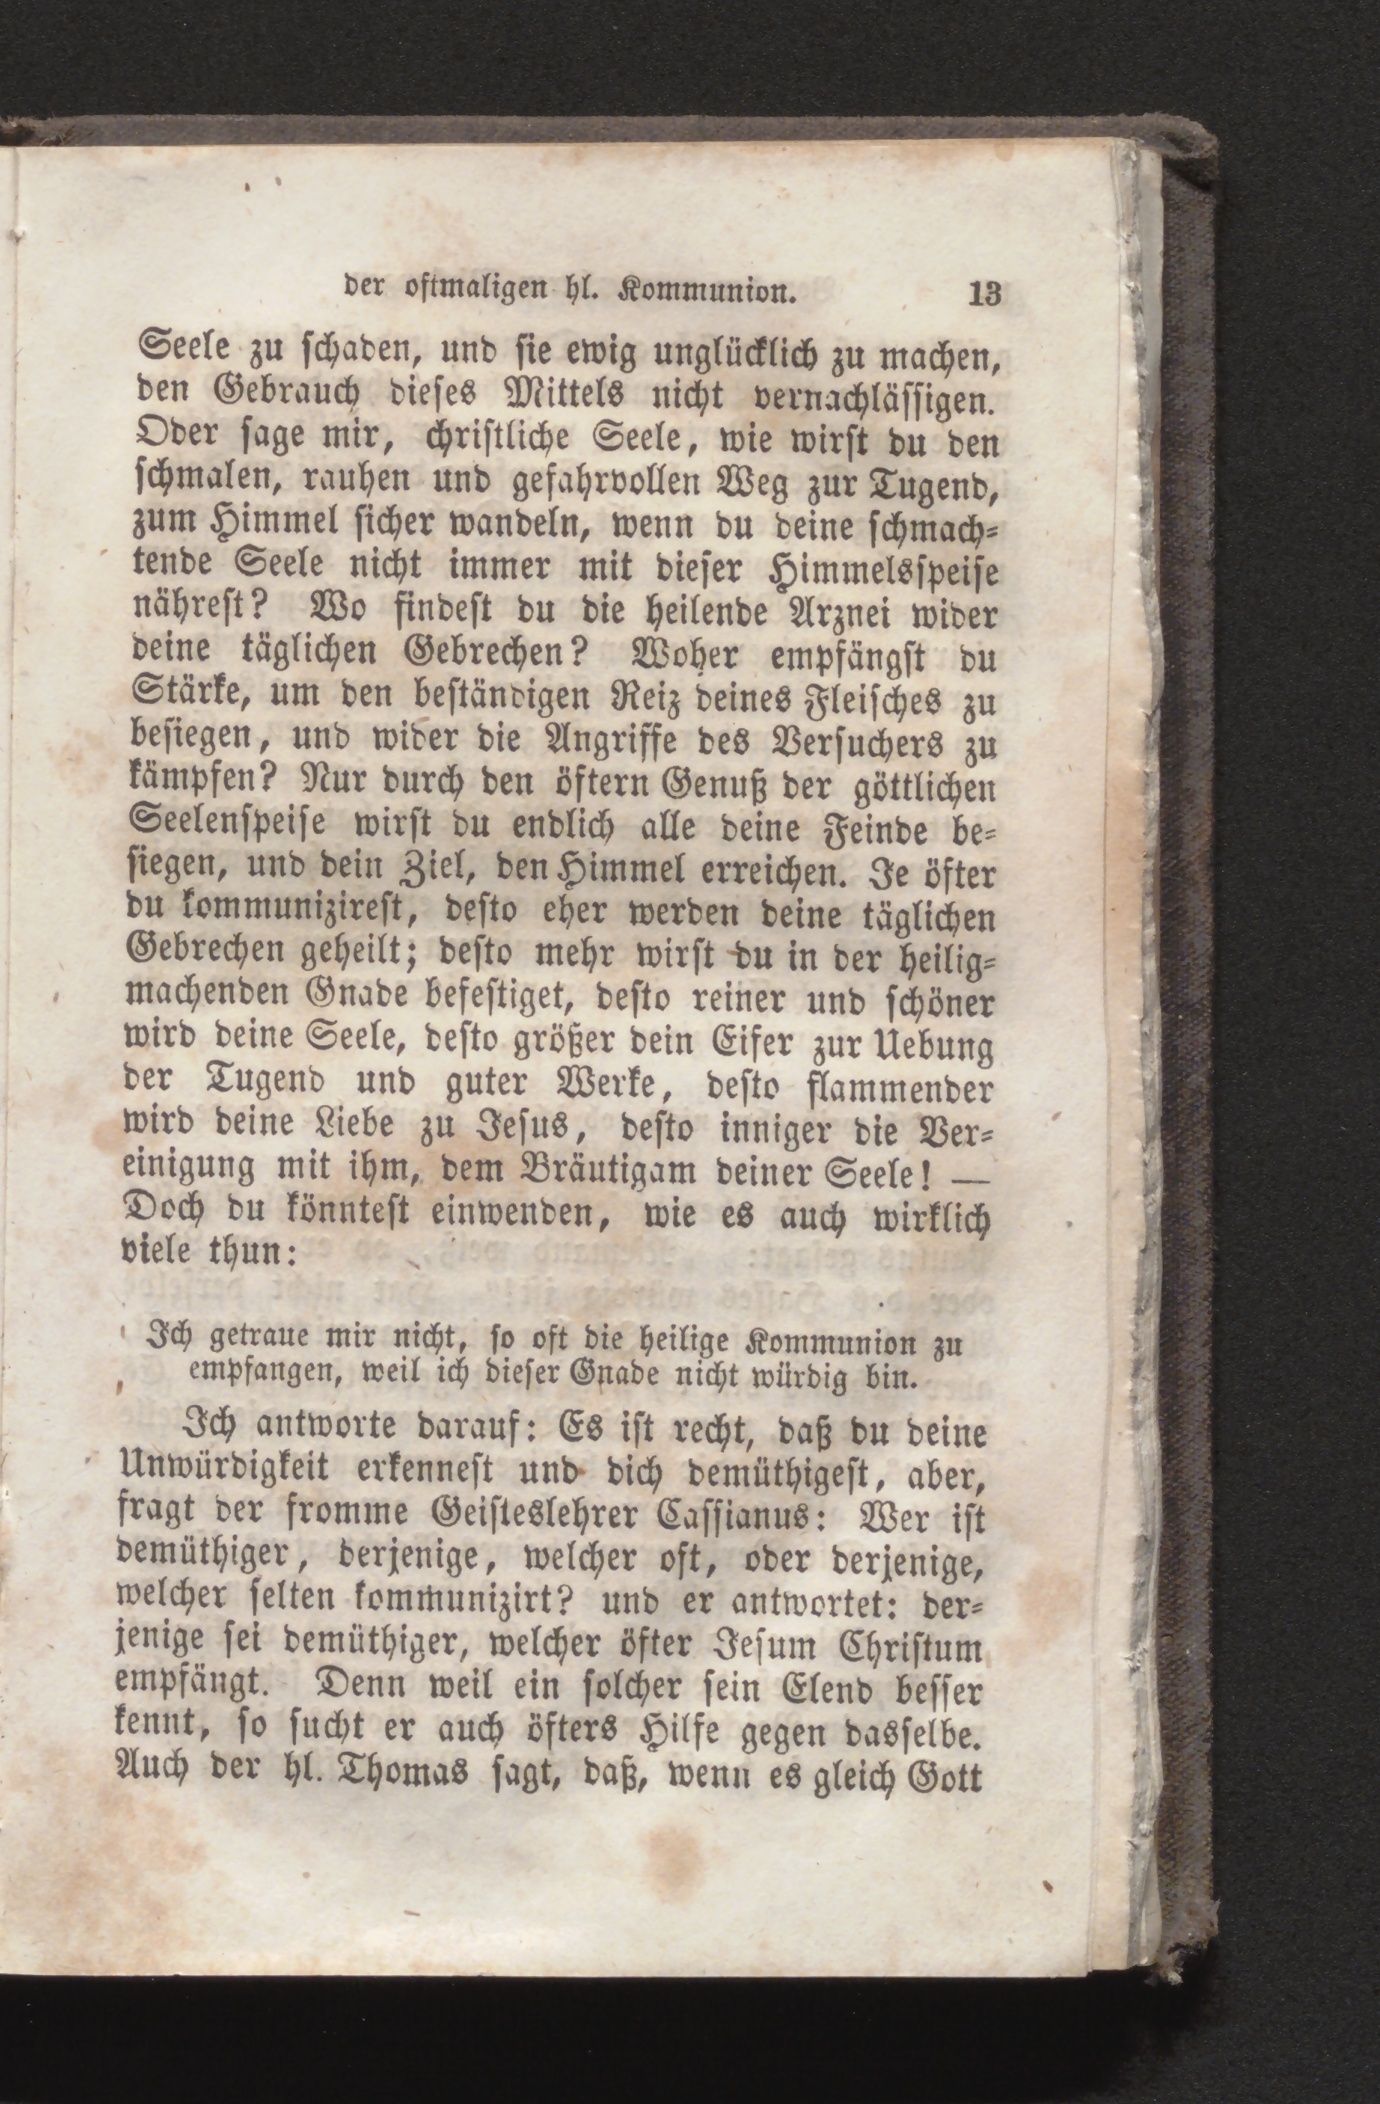 der oftmaligen hl. Kommunion. 13
Seele zu schaden, und sie ewig unglücklich zu machen,
den Gebrauch dieses Mittels nicht vernachlässigen.
Oder sage mir, christliche Seele, wie wirst du den
schmalen, rauhen und gefahrvollen Weg zur Tugend,
zum Himmel sicher wandeln, wenn du deine schmach-
tende Seele nicht immer mit dieser Himmelsspeise
nährest? Wo findest du die heilende Arznei wider
deine täglichen Gebrechen? Woher empfängst du
Stärke, um den beständigen Reiz deines Fleisches zu
besiegen, und wider die Angriffe des Versuchers zu
kämpfen? Nur durch den öftern Genuß der göttlichen
Seelenspeise wirst du endlich alle deine Feinde be-
siegen, und dein Ziel, den Himmel erreichen. Je öfter
du kommunizirest, desto eher werden deine täglichen
Gebrechen geheilt; desto mehr wirst du in der heilig-
machenden Gnade befestiget, desto reiner und schöner
wird deine Seele, desto größer dein Eifer zur Uebung
der Tugend und guter Werke, desto flammender
wird deine Liebe zu Jesus, desto inniger die Ver-
einigung mit ihm, dem Bräutigam deiner Seele! —
Doch du könntest einwenden, wie es auch wirklich
viele thun:
Ich getraue mir nicht, so oft die heilige Kommunion zu
empfangen, weil ich dieser Gnade nicht würdig bin.
Ich antworte darauf: Es ist recht, daß du deine
Unwürdigkeit erkennest und dich demüthigest, aber,
fragt der fromme Geisteslehrer Cassianus: Wer ist
demüthiger, derjenige, welcher oft, oder derjenige,
welcher selten kommunizirt? und er antwortet: der-
jenige sei demüthiger, welcher öfter Jesum Christum
empfängt. Denn weil ein solcher sein Elend besser
kennt, so sucht er auch öfters Hilfe gegen dasselbe.
Auch der hl. Thomas sagt, daß, wenn es gleich Gott